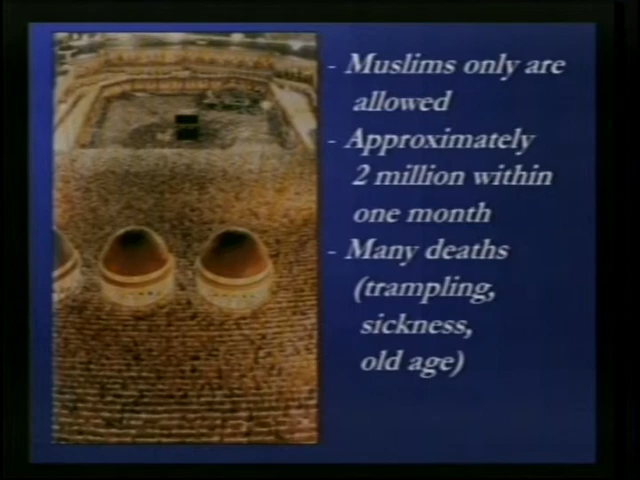 - Muslims only are
allowed
- Approximately
2 million within
one month
- Many deaths
(trampling,
sickness,
old age)